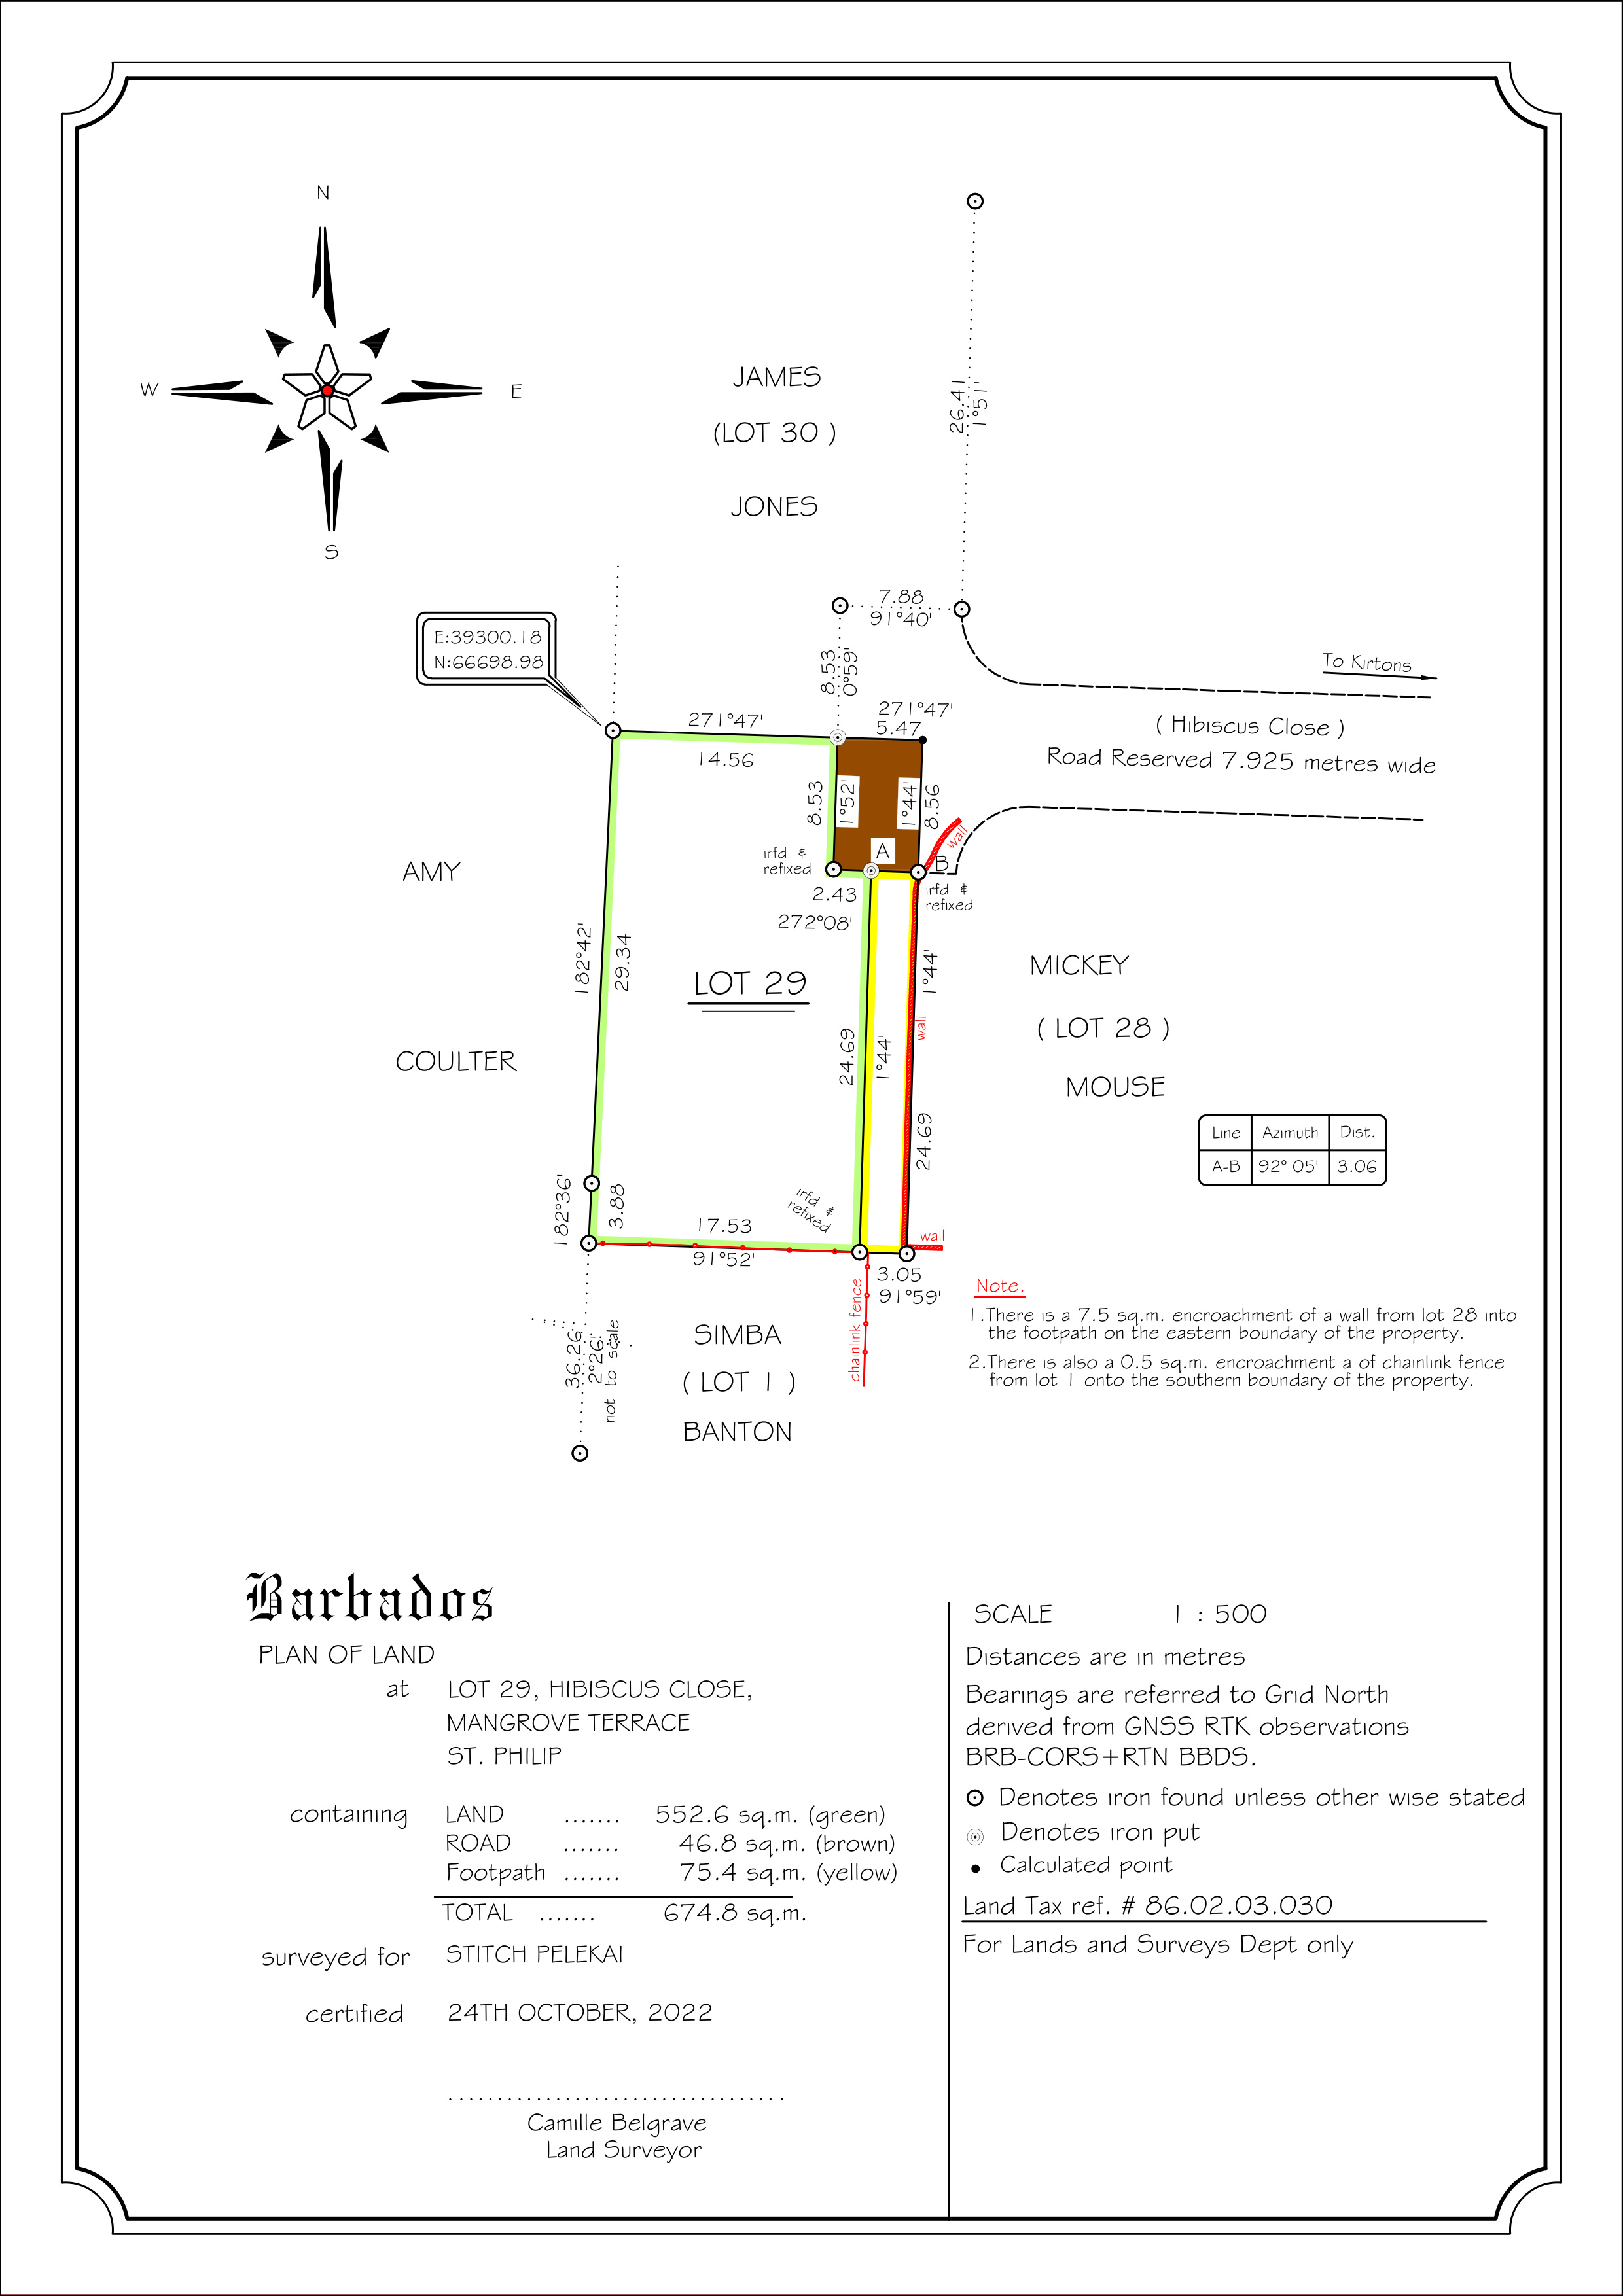 N
W
E
S
JAMES
(LOT 30 )
JONES
26.41
1°51'
7.88
91°40'
8.53
0°59'
E:39300.18
N:66698.98
271°47'
14.56
271°47'
5.47
To Kirtons
( Hibiscus Close )
Road Reserved 7.925 metres wide
8.53
1°52'
1°44'
8.56
wall
A
B
irfd &
refixed
irfd &
refixed
2.43
272°08'
AMY
COULTER
182°42'
29.34
LOT 29
24.69
1°44'
1°44'
wall
24.69
MICKEY
( LOT 28 )
MOUSE
Line Azimuth Dist.
A-B 92° 05' 3.06
182°36'
3.88
irfd &
refixed
17.53
91°52'
wall
3.05
91°59'
chainlink fence
36.26
2°26'
not to scale
SIMBA
( LOT 1 )
BANTON
Note.
1.There is a 7.5 sq.m. encroachment of a wall from lot 28 into
the footpath on the eastern boundary of the property.
2.There is also a 0.5 sq.m. encroachment a of chainlink fence
from lot 1 onto the southern boundary of the property.
Barbados
PLAN OF LAND
at LOT 29, HIBISCUS CLOSE,
MANGROVE TERRACE
ST. PHILIP
containing LAND ....... 552.6 sq.m. (green)
ROAD ....... 46.8 sq.m. (brown)
Footpath ....... 75.4 sq.m. (yellow)
TOTAL ....... 674.8 sq.m.
surveyed for STITCH PELEKAI
certified 24TH OCTOBER, 2022
..................................
Camille Belgrave
Land Surveyor
SCALE 1 : 500
Distances are in metres
Bearings are referred to Grid North
derived from GNSS RTK observations
BRB-CORS+RTN BBDS.
Denotes iron found unless other wise stated
Denotes iron put
Calculated point
Land Tax ref. # 86.02.03.030
For Lands and Surveys Dept only